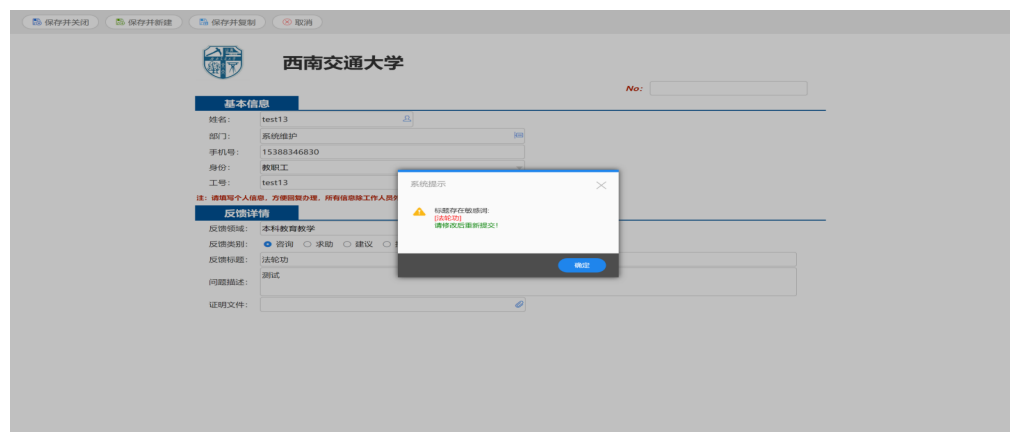 保存并关闭 保存并新建 保存并复制 取消
西南交通大学
No:
基本信息
姓名: test13
部门: 系统维护
手机号: 15388346830
身份: 教职工
工号: test13
注: 请填写个人信息, 方便回复办理, 所有信息除工作人员
反馈详情
反馈领域: 本科教育教学
反馈类别: 咨询 求助 建议
反馈标题: 法轮功
问题描述: 测试
证明文件:
系统提示
标题存在敏感词:
[法轮功]
请修改后重新提交!
确定